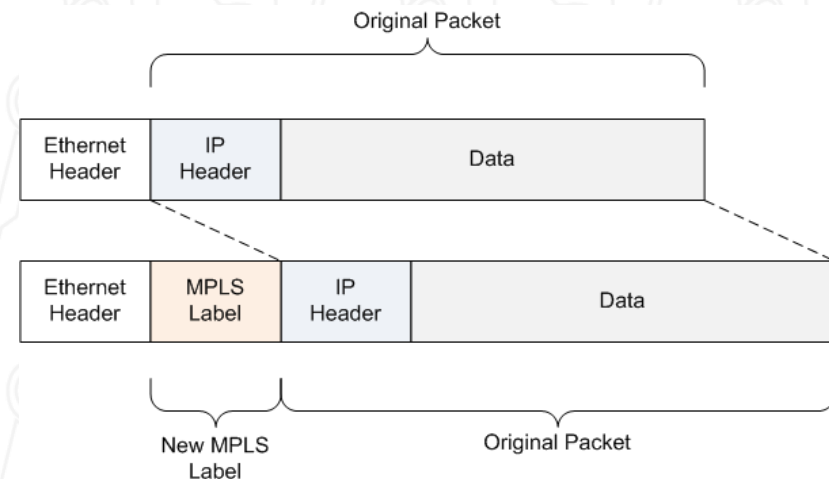 Original Packet
Ethernet
Header
IP
Header
Data
Ethernet
Header
MPLS
Label
IP
Header
Data
New MPLS
Label
Original Packet